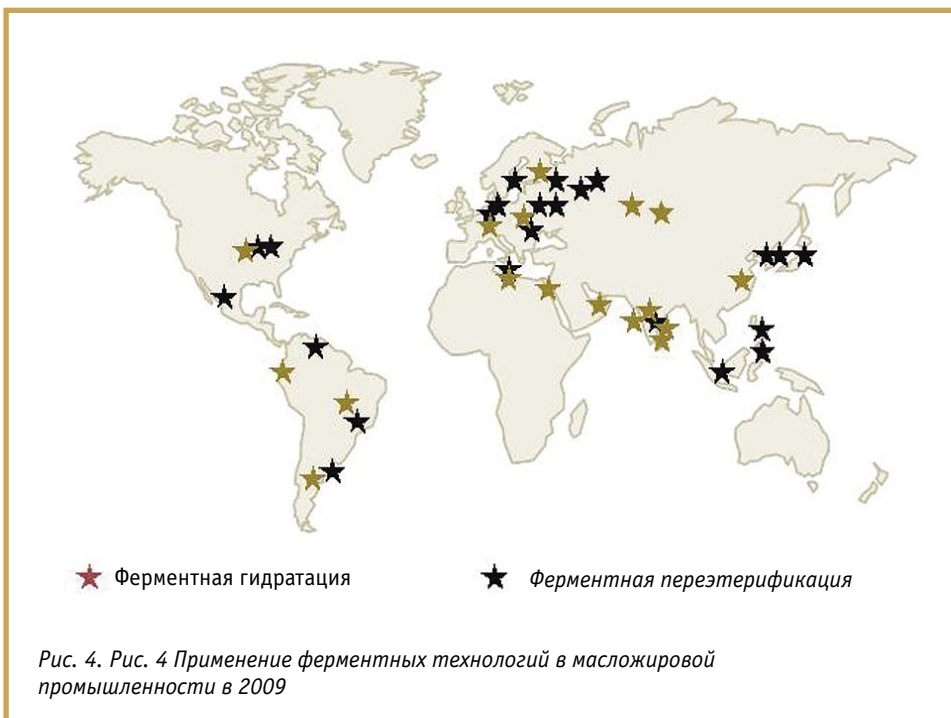 Ферментная гидратация
Ферментная переэтерификация
Рис. 4. Рис. 4 Применение ферментных технологий в масложировой
промышленности в 2009